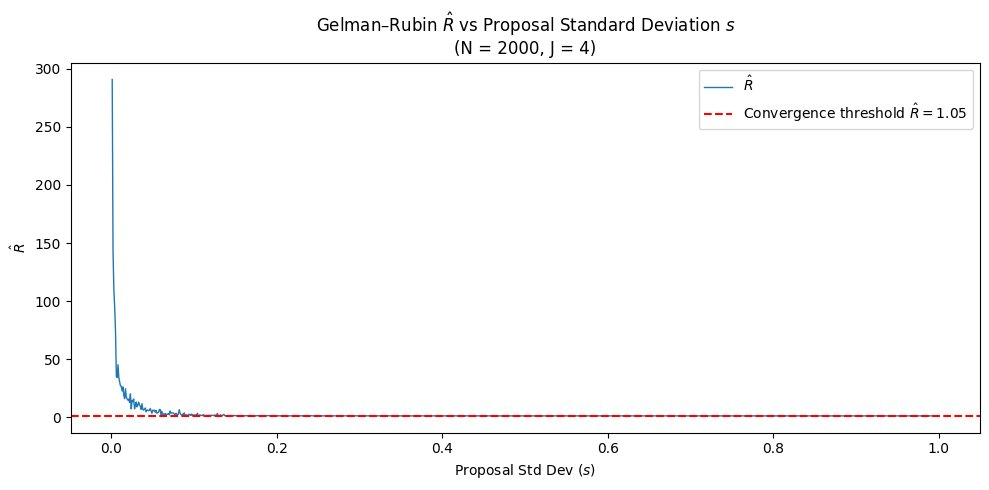 Gelman–Rubin R̂ vs Proposal Standard Deviation s
(N = 2000, J = 4)
300
250
200
150
100
50
0
R̂
R̂
Convergence threshold R̂ = 1.05
0.0 0.2 0.4 0.6 0.8 1.0
Proposal Std Dev (s)